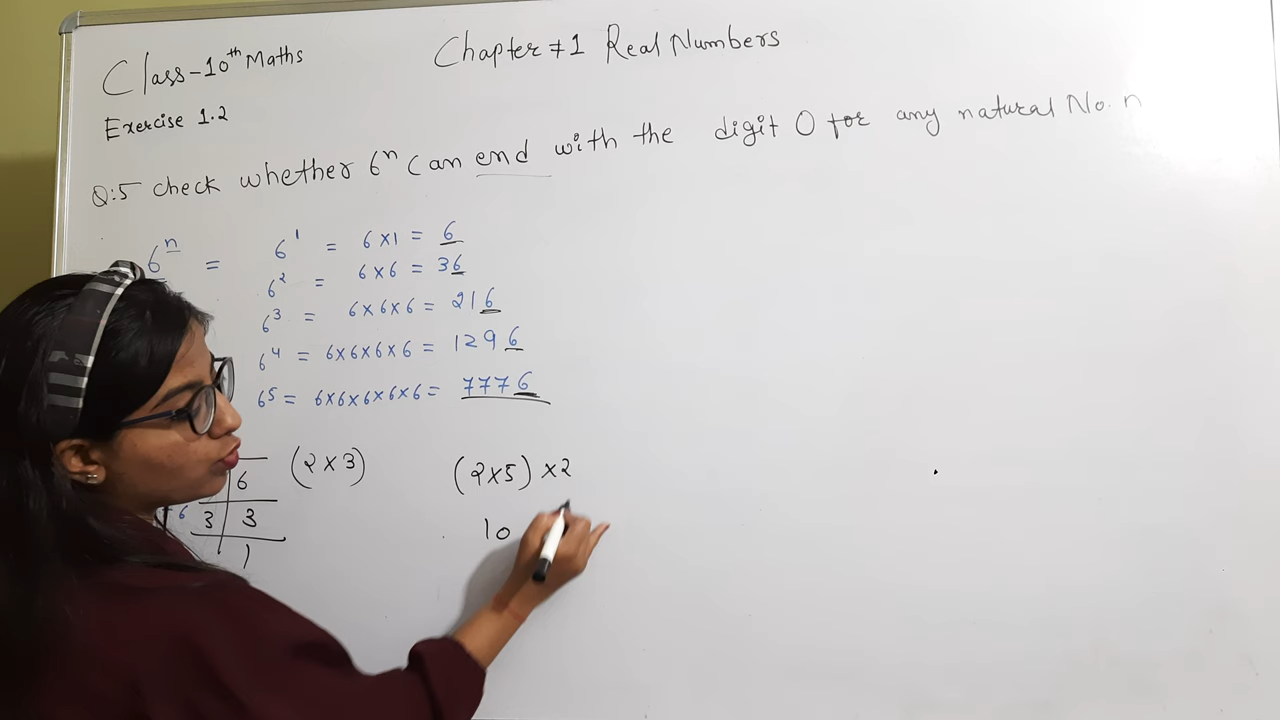 Class-10th Maths
Chapter ≠ 1 Real Numbers
Exercise 1.2
Q:5 check whether 6ⁿ can end with the digit 0 for any natural No. n
6ⁿ = 6¹ = 6×1 = 6
6² = 6×6 = 36
6³ = 6×6×6 = 216
6⁴ = 6×6×6×6 = 1296
6⁵ = 6×6×6×6×6 = 7776
6 (2×3) (2×5) ×2
6 3 3 10
1